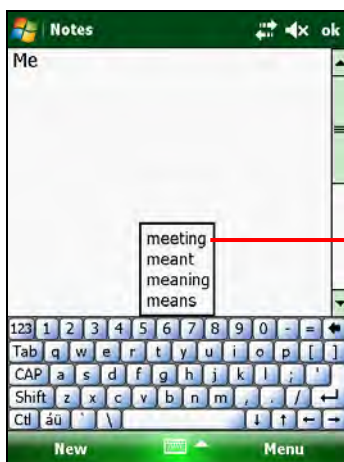 Notes ok
Me
meeting
meant
meaning
means
123 1 2 3 4 5 6 7 8 9 0 - =
Tab q w e r t y u i o p [ ]
CAP a s d f g h j k l ; '
Shift z x c v b n m , . /
Ctl áü ` \
New Menu